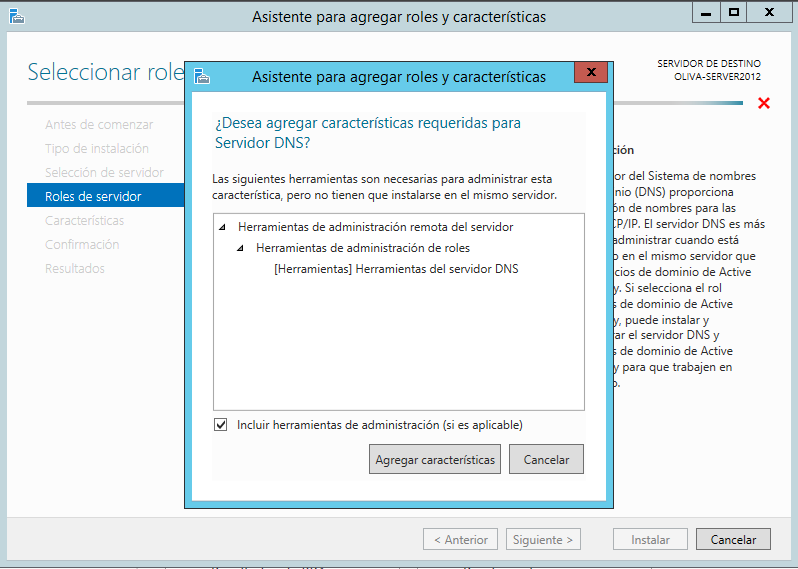 Asistente para agregar roles y características
Seleccionar role
SERVIDOR DE DESTINO
OLIVA-SERVER2012
Antes de comenzar
Tipo de instalación
Selección de servidor
Roles de servidor
Características
Confirmación
Resultados
Asistente para agregar roles y características
¿Desea agregar características requeridas para
Servidor DNS?
Las siguientes herramientas son necesarias para administrar esta
característica, pero no tienen que instalarse en el mismo servidor.
Herramientas de administración remota del servidor
Herramientas de administración de roles
[Herramientas] Herramientas del servidor DNS
Incluir herramientas de administración (si es aplicable)
Agregar características
Cancelar
ción
or del Sistema de nombres
nio (DNS) proporciona
ón de nombres para las
CP/IP. El servidor DNS es más
administrar cuando está
o en el mismo servidor que
cios de dominio de Active
y. Si selecciona el rol
s de dominio de Active
y, puede instalar y
rar el servidor DNS y
s de dominio de Active
y para que trabajen en
o.
< Anterior
Siguiente >
Instalar
Cancelar